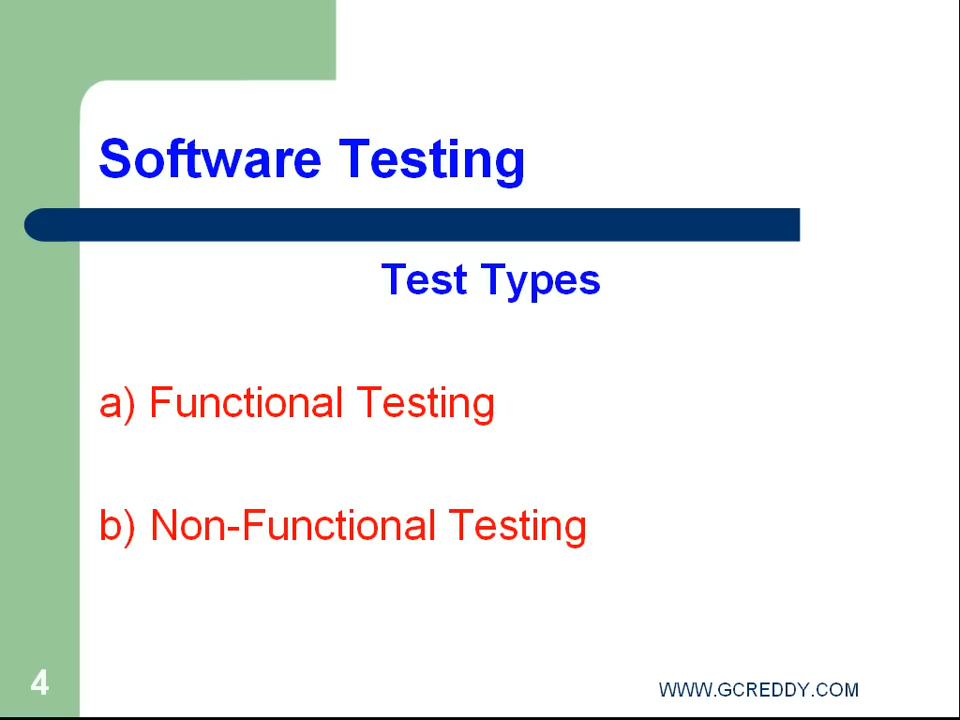 Software Testing
Test Types
a) Functional Testing
b) Non-Functional Testing
4
WWW.GCREDDY.COM